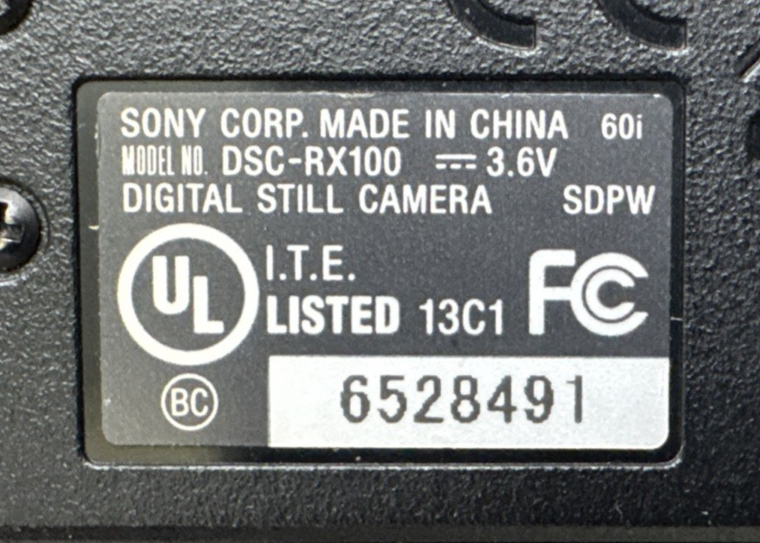 SONY CORP. MADE IN CHINA 60i
MODEL NO. DSC-RX100 ⎓ 3.6V
DIGITAL STILL CAMERA SDPW
UL I.T.E.
LISTED 13C1 FC
BC 6528491